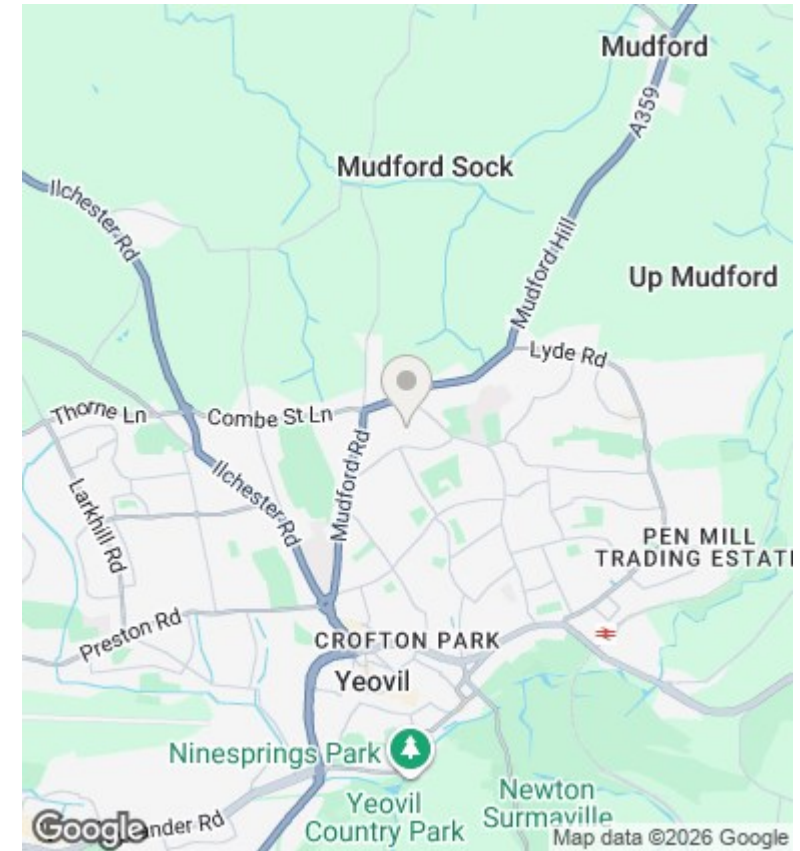 Mudford
A359
Mudford Sock
Ilchester Rd
Mudford Hill
Up Mudford
Lyde Rd
Thorne Ln
Combe St Ln
Mudford Rd
Ilchester Rd
Larkhill Rd
PEN MILL
TRADING ESTATE
Preston Rd
CROFTON PARK
Yeovil
Ninesprings Park
Yeovil
Country Park
Newton
Surmaville
Google
ander Rd
Map data ©2026 Google